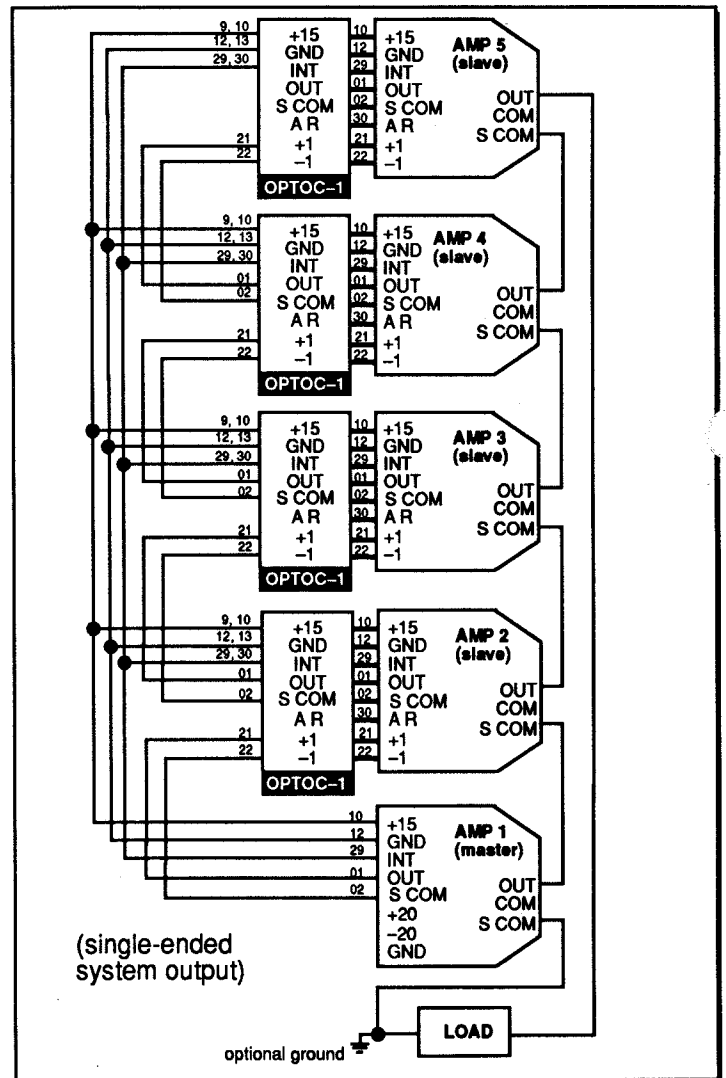 9, 10 +15 10 +15 AMP 5
12, 13 GND 12 GND (slave)
29, 30 INT 29 INT
OUT 01 OUT OUT
S COM 02 S COM COM
A R 30 A R S COM
21 +1 21 +1
22 −1 22 −1
OPTOC−1
9, 10 +15 10 +15 AMP 4
12, 13 GND 12 GND (slave)
29, 30 INT 29 INT
01 OUT 01 OUT OUT
02 S COM 02 S COM COM
A R 30 A R S COM
21 +1 21 +1
22 −1 22 −1
OPTOC−1
9, 10 +15 10 +15 AMP 3
12, 13 GND 12 GND (slave)
29, 30 INT 29 INT
01 OUT 01 OUT OUT
02 S COM 02 S COM COM
A R 30 A R S COM
21 +1 21 +1
22 −1 22 −1
OPTOC−1
9, 10 +15 10 +15 AMP 2
12, 13 GND 12 GND (slave)
29, 30 INT 29 INT
01 OUT 01 OUT OUT
02 S COM 02 S COM COM
A R 30 A R S COM
21 +1 21 +1
22 −1 22 −1
OPTOC−1
10 +15 AMP 1
12 GND (master)
29 INT
01 OUT OUT
02 S COM COM
+20 S COM
−20
GND
(single-ended
system output)
LOAD
optional ground